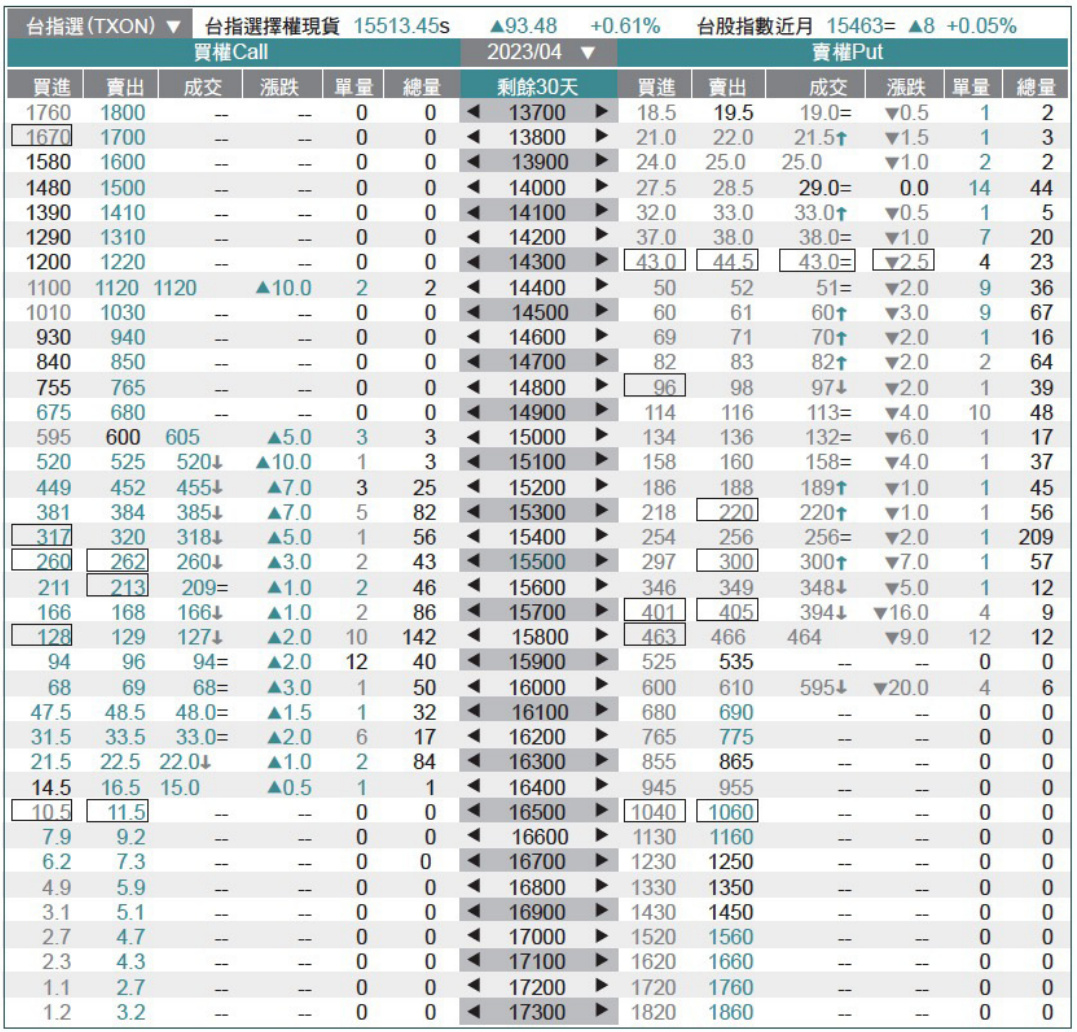 台指選(TXON) ▼ 台指選擇權現貨 15513.45s ▲93.48 +0.61% 台股指數近月 15463= ▲8 +0.05%
買權Call 2023/04 ▼ 賣權Put
買進 賣出 成交 漲跌 單量 總量 剩餘30天 買進 賣出 成交 漲跌 單量 總量
1760 1800 -- -- 0 0 ◀ 13700 ▶ 18.5 19.5 19.0= ▼0.5 1 2
1670 1700 -- -- 0 0 ◀ 13800 ▶ 21.0 22.0 21.5↑ ▼1.5 1 3
1580 1600 -- -- 0 0 ◀ 13900 ▶ 24.0 25.0 25.0 ▼1.0 2 2
1480 1500 -- -- 0 0 ◀ 14000 ▶ 27.5 28.5 29.0= 0.0 14 44
1390 1410 -- -- 0 0 ◀ 14100 ▶ 32.0 33.0 33.0↑ ▼0.5 1 5
1290 1310 -- -- 0 0 ◀ 14200 ▶ 37.0 38.0 38.0= ▼1.0 7 20
1200 1220 -- -- 0 0 ◀ 14300 ▶ 43.0 44.5 43.0= ▼2.5 4 23
1100 1120 1120 ▲10.0 2 2 ◀ 14400 ▶ 50 52 51= ▼2.0 9 36
1010 1030 -- -- 0 0 ◀ 14500 ▶ 60 61 60↑ ▼3.0 9 67
930 940 -- -- 0 0 ◀ 14600 ▶ 69 71 70↑ ▼2.0 1 16
840 850 -- -- 0 0 ◀ 14700 ▶ 82 83 82↑ ▼2.0 2 64
755 765 -- -- 0 0 ◀ 14800 ▶ 96 98 97↓ ▼2.0 1 39
675 680 -- -- 0 0 ◀ 14900 ▶ 114 116 113= ▼4.0 10 48
595 600 605 ▲5.0 3 3 ◀ 15000 ▶ 134 136 132= ▼6.0 1 17
520 525 520↓ ▲10.0 1 3 ◀ 15100 ▶ 158 160 158= ▼4.0 1 37
449 452 455↓ ▲7.0 3 25 ◀ 15200 ▶ 186 188 189↑ ▼1.0 1 45
381 384 385↓ ▲7.0 5 82 ◀ 15300 ▶ 218 220 220↑ ▼1.0 1 56
317 320 318↓ ▲5.0 1 56 ◀ 15400 ▶ 254 256 256= ▼2.0 1 209
260 262 260↓ ▲3.0 2 43 ◀ 15500 ▶ 297 300 300↑ ▼7.0 1 57
211 213 209= ▲1.0 2 46 ◀ 15600 ▶ 346 349 348↓ ▼5.0 1 12
166 168 166↓ ▲1.0 2 86 ◀ 15700 ▶ 401 405 394↓ ▼16.0 4 9
128 129 127↓ ▲2.0 10 142 ◀ 15800 ▶ 463 466 464 ▼9.0 12 12
94 96 94= ▲2.0 12 40 ◀ 15900 ▶ 525 535 -- -- 0 0
68 69 68= ▲3.0 1 50 ◀ 16000 ▶ 600 610 595↓ ▼20.0 4 6
47.5 48.5 48.0= ▲1.5 1 32 ◀ 16100 ▶ 680 690 -- -- 0 0
31.5 33.5 33.0= ▲2.0 6 17 ◀ 16200 ▶ 765 775 -- -- 0 0
21.5 22.5 22.0↓ ▲1.0 2 84 ◀ 16300 ▶ 855 865 -- -- 0 0
14.5 16.5 15.0 ▲0.5 1 1 ◀ 16400 ▶ 945 955 -- -- 0 0
10.5 11.5 -- -- 0 0 ◀ 16500 ▶ 1040 1060 -- -- 0 0
7.9 9.2 -- -- 0 0 ◀ 16600 ▶ 1130 1160 -- -- 0 0
6.2 7.3 -- -- 0 0 ◀ 16700 ▶ 1230 1250 -- -- 0 0
4.9 5.9 -- -- 0 0 ◀ 16800 ▶ 1330 1350 -- -- 0 0
3.1 5.1 -- -- 0 0 ◀ 16900 ▶ 1430 1450 -- -- 0 0
2.7 4.7 -- -- 0 0 ◀ 17000 ▶ 1520 1560 -- -- 0 0
2.3 4.3 -- -- 0 0 ◀ 17100 ▶ 1620 1660 -- -- 0 0
1.1 2.7 -- -- 0 0 ◀ 17200 ▶ 1720 1760 -- -- 0 0
1.2 3.2 -- -- 0 0 ◀ 17300 ▶ 1820 1860 -- -- 0 0